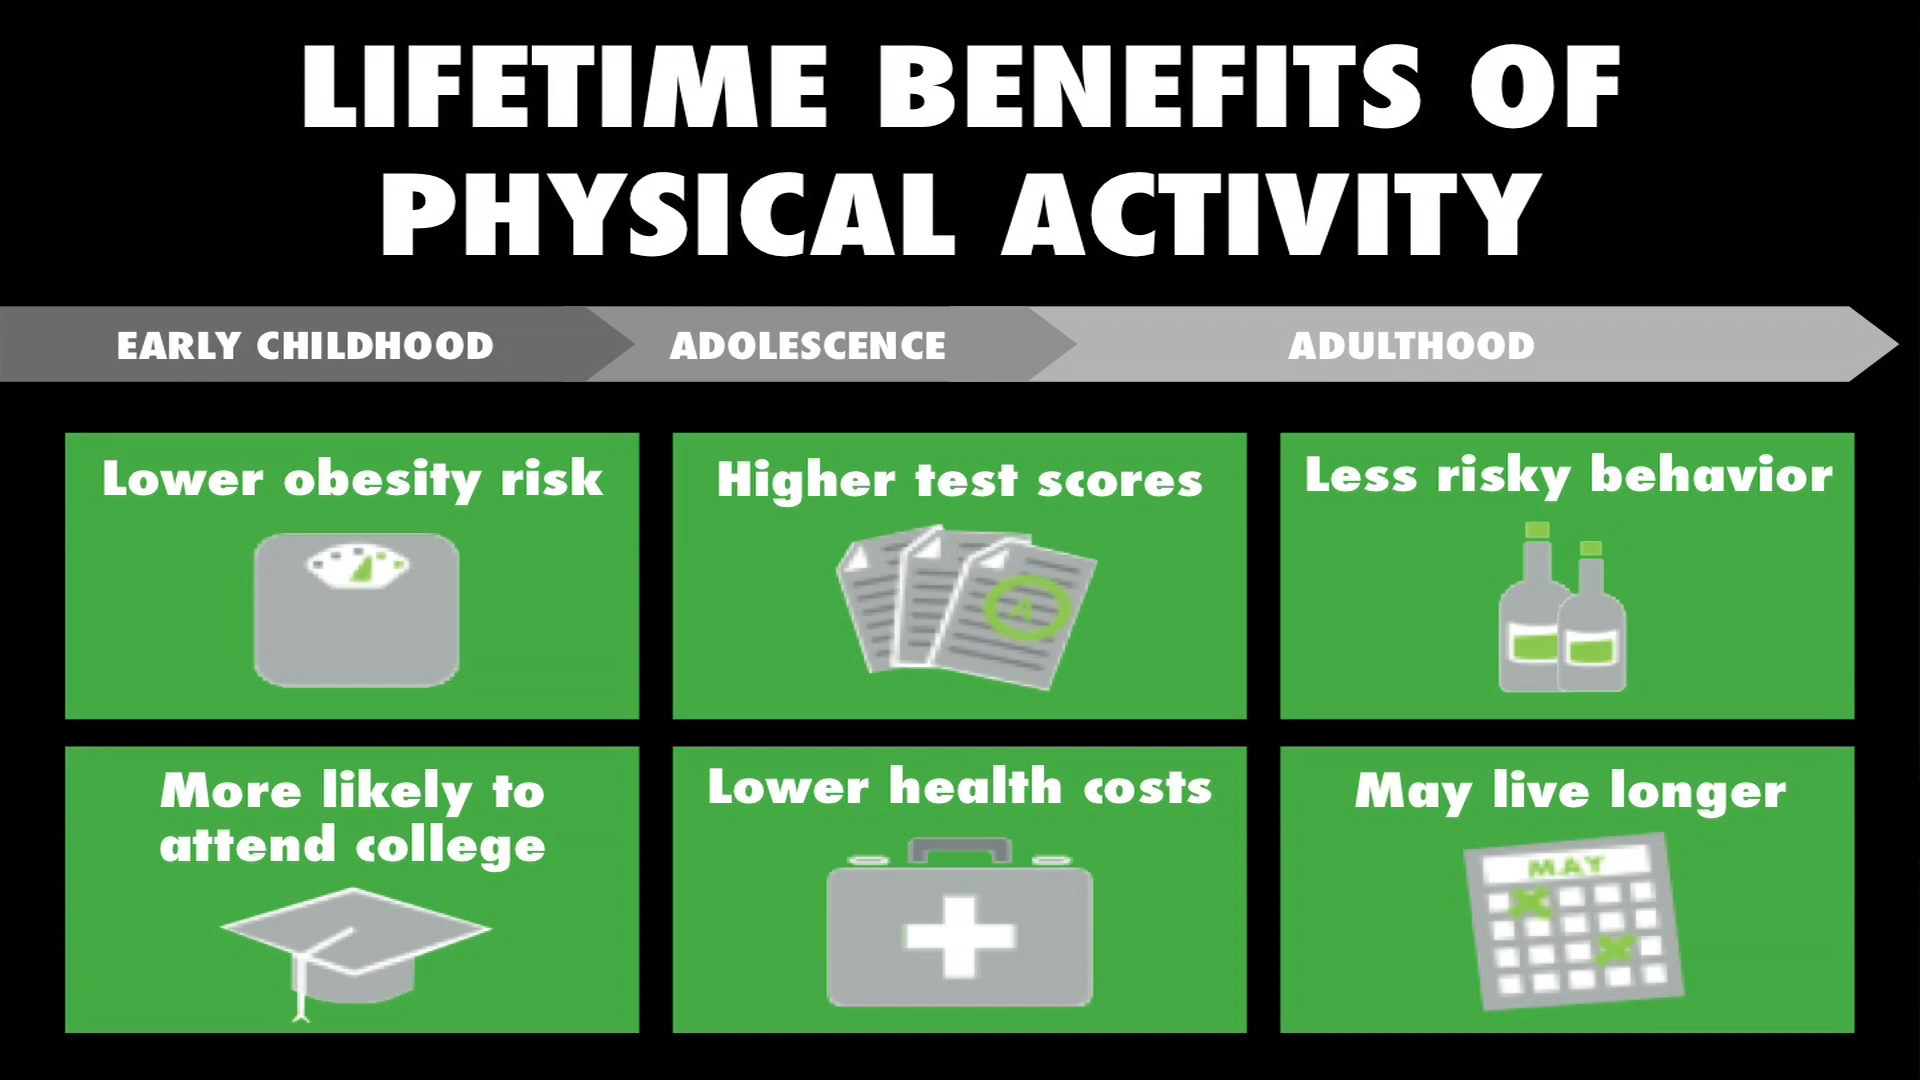 LIFETIME BENEFITS OF
PHYSICAL ACTIVITY
EARLY CHILDHOOD
ADOLESCENCE
ADULTHOOD
Lower obesity risk
Higher test scores
A
Less risky behavior
More likely to
attend college
Lower health costs
May live longer
MAY